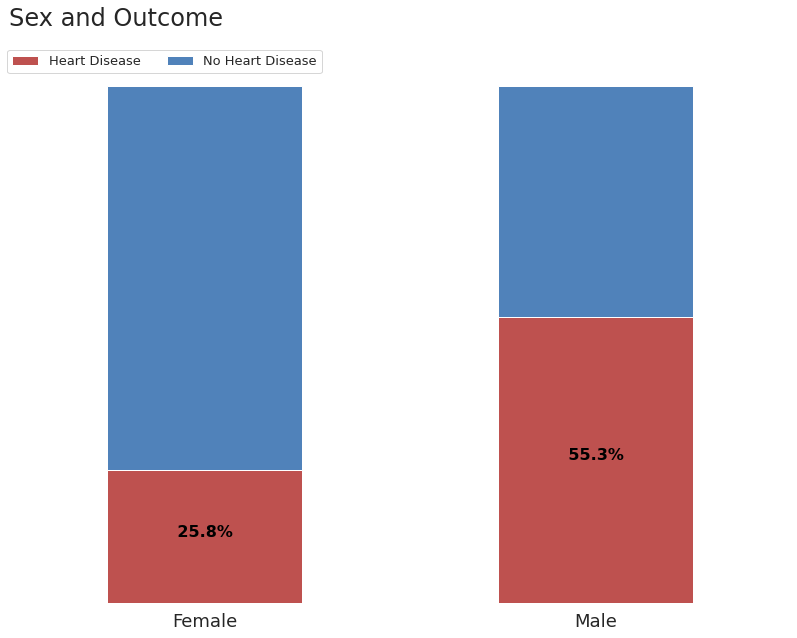 Sex and Outcome
Heart Disease No Heart Disease
55.3%
25.8%
Female Male